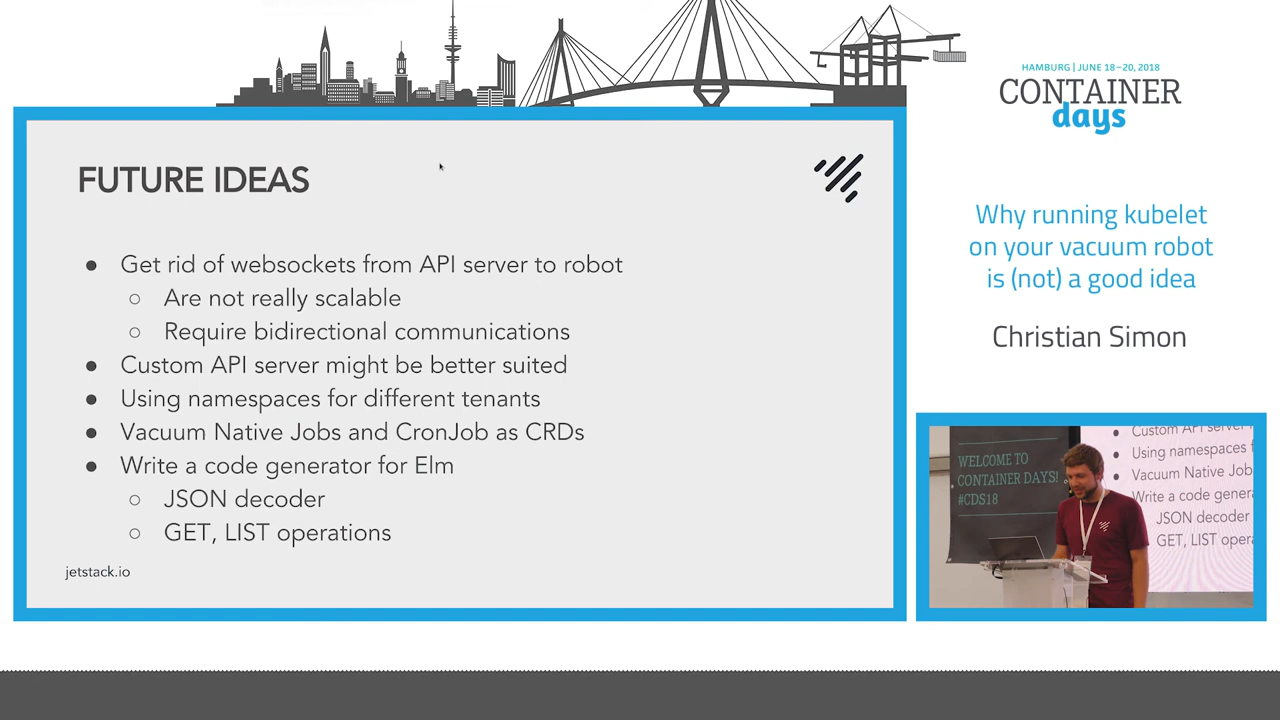 HAMBURG | JUNE 18–20, 2018
CONTAINER
days
FUTURE IDEAS
● Get rid of websockets from API server to robot
○ Are not really scalable
○ Require bidirectional communications
● Custom API server might be better suited
● Using namespaces for different tenants
● Vacuum Native Jobs and CronJob as CRDs
● Write a code generator for Elm
○ JSON decoder
○ GET, LIST operations
jetstack.io
Why running kubelet
on your vacuum robot
is (not) a good idea
Christian Simon
WELCOME TO
CONTAINER DAYS!
#CDS18
● Custom API server
● Using namespaces
● Vacuum Native Job
Write a code genera
JSON decoder
GET, LIST opera